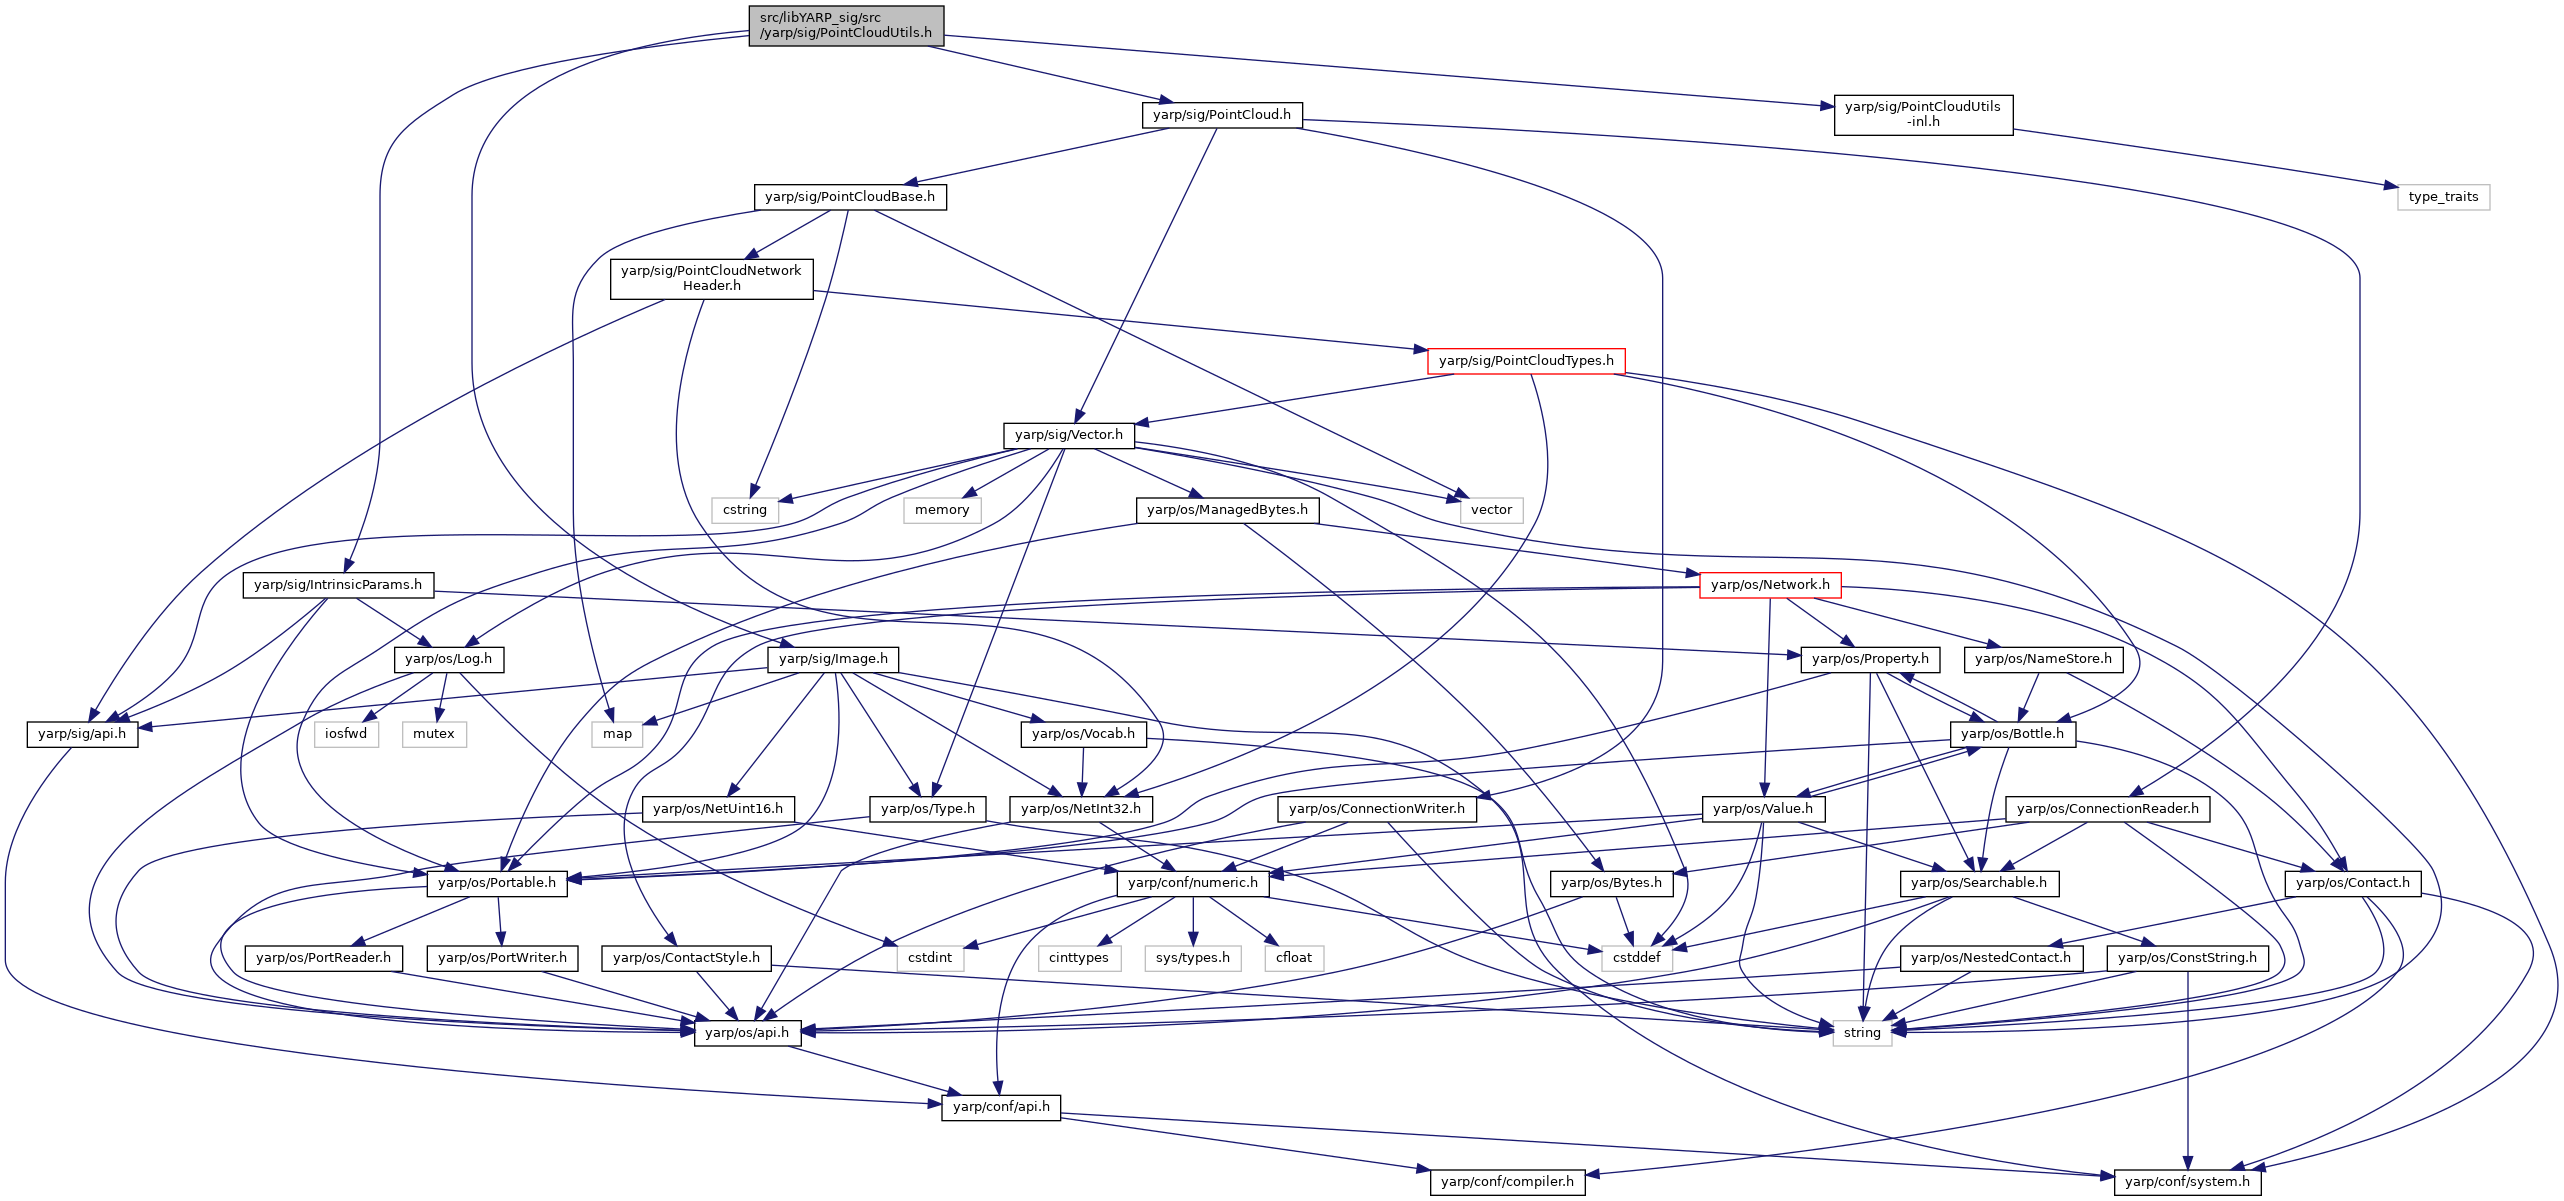 src/libYARP_sig/src
/yarp/sig/PointCloudUtils.h
yarp/sig/PointCloud.h
yarp/sig/PointCloudUtils
-inl.h
yarp/sig/PointCloudBase.h
type_traits
yarp/sig/PointCloudNetwork
Header.h
yarp/sig/PointCloudTypes.h
yarp/sig/Vector.h
cstring
memory
yarp/os/ManagedBytes.h
vector
yarp/sig/IntrinsicParams.h
yarp/os/Network.h
yarp/os/Log.h
yarp/sig/Image.h
yarp/os/Property.h
yarp/os/NameStore.h
yarp/sig/api.h
iosfwd
mutex
map
yarp/os/Vocab.h
yarp/os/Bottle.h
yarp/os/NetUint16.h
yarp/os/Type.h
yarp/os/NetInt32.h
yarp/os/ConnectionWriter.h
yarp/os/Value.h
yarp/os/ConnectionReader.h
yarp/os/Portable.h
yarp/conf/numeric.h
yarp/os/Bytes.h
yarp/os/Searchable.h
yarp/os/Contact.h
yarp/os/PortReader.h
yarp/os/PortWriter.h
yarp/os/ContactStyle.h
cstdint
cinttypes
sys/types.h
cfloat
cstddef
yarp/os/NestedContact.h
yarp/os/ConstString.h
yarp/os/api.h
string
yarp/conf/api.h
yarp/conf/compiler.h
yarp/conf/system.h